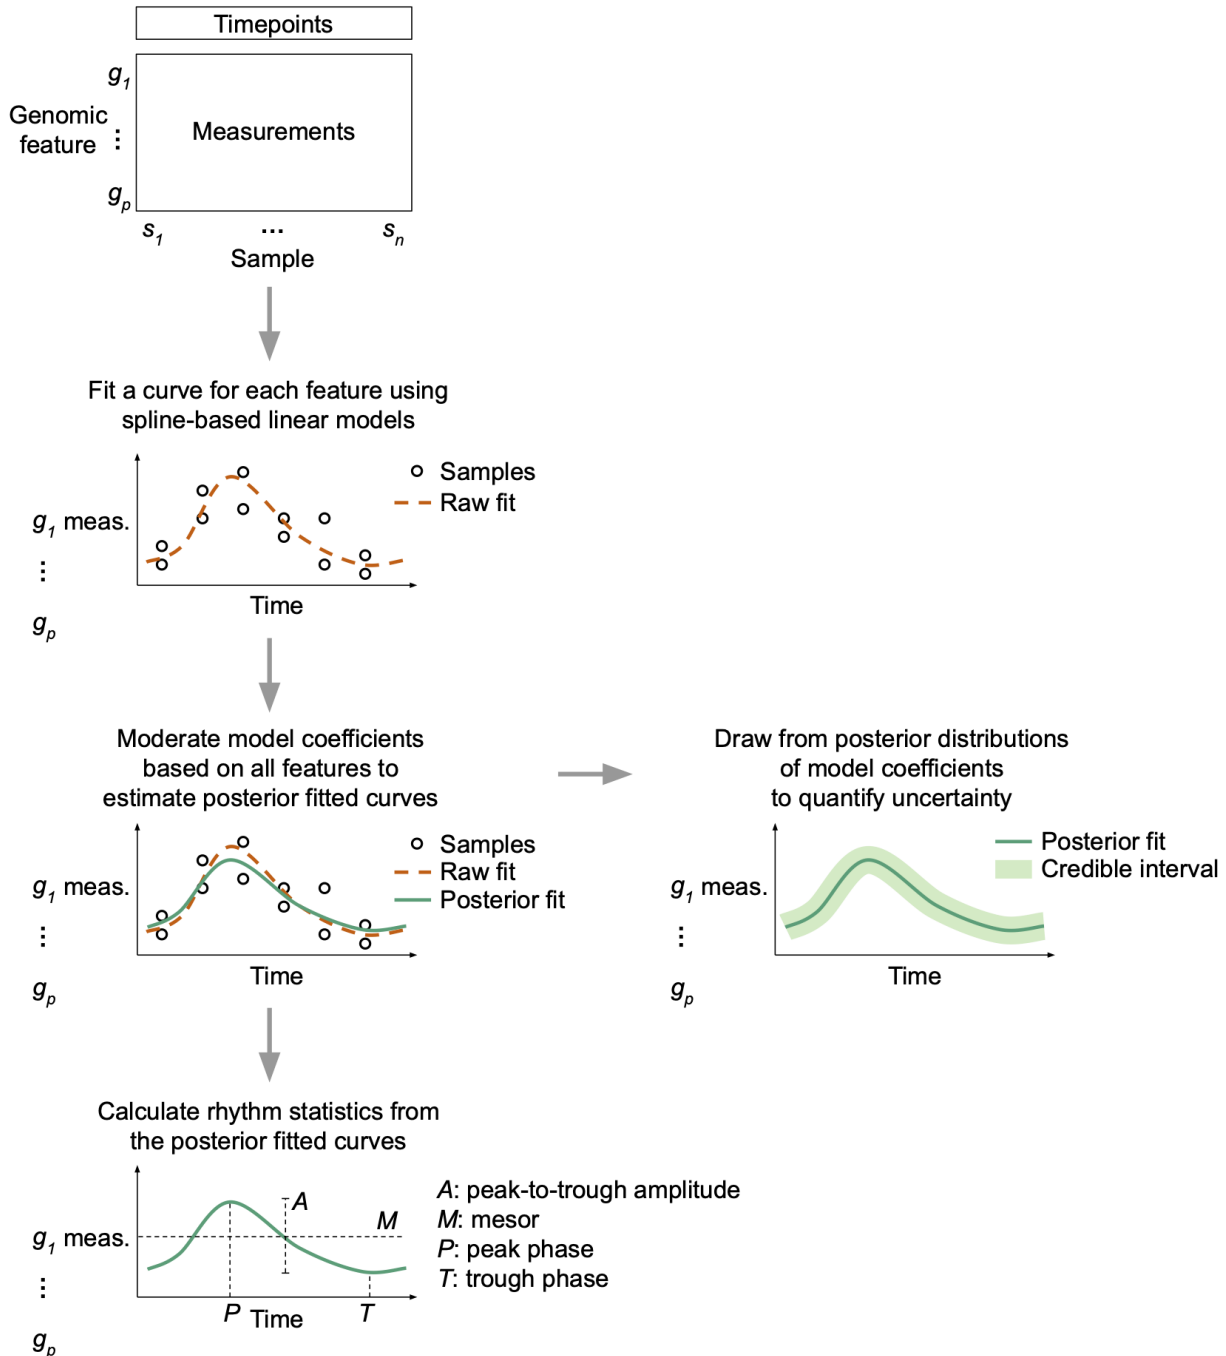 Timepoints
g1
Genomic
feature
⋮
Measurements
gp
s1 ... sn
Sample
Fit a curve for each feature using
spline-based linear models
Samples
Raw fit
g1 meas.
⋮
Time
gp
Moderate model coefficients
based on all features to
estimate posterior fitted curves
Samples
Raw fit
Posterior fit
g1 meas.
⋮
Time
gp
Draw from posterior distributions
of model coefficients
to quantify uncertainty
Posterior fit
Credible interval
g1 meas.
⋮
Time
gp
Calculate rhythm statistics from
the posterior fitted curves
A
M
g1 meas.
⋮
P Time T
gp
A: peak-to-trough amplitude
M: mesor
P: peak phase
T: trough phase